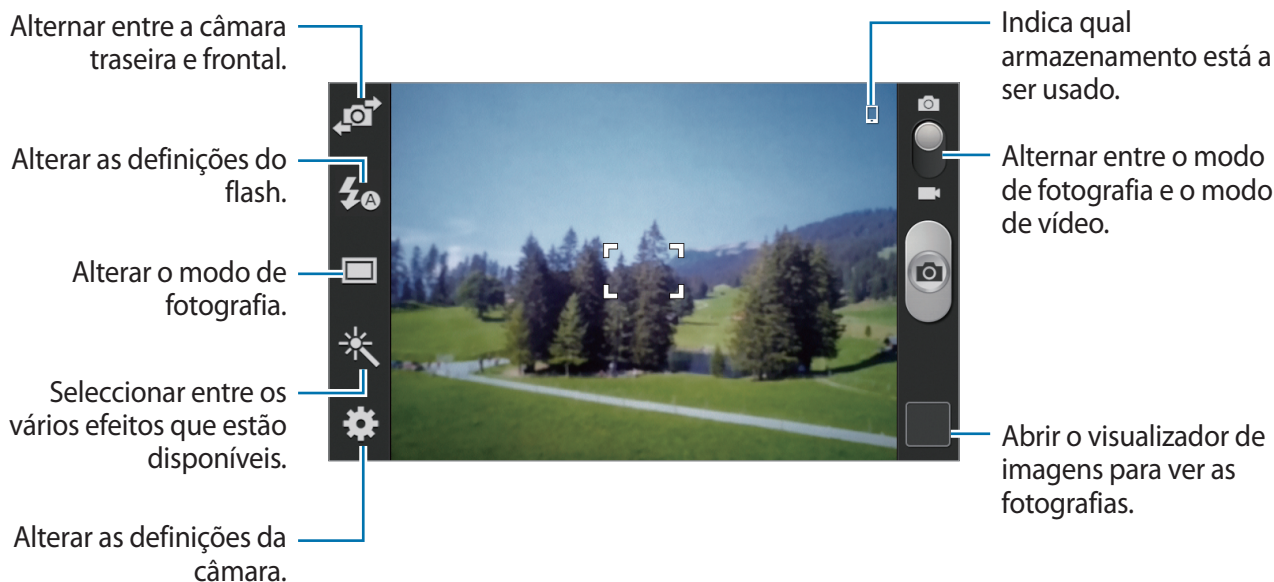 Alternar entre a câmara
traseira e frontal.
Alterar as definições do
flash.
Alterar o modo de
fotografia.
Seleccionar entre os
vários efeitos que estão
disponíveis.
Alterar as definições da
câmara.
Indica qual
armazenamento está a
ser usado.
Alternar entre o modo
de fotografia e o modo
de vídeo.
Abrir o visualizador de
imagens para ver as
fotografias.
A